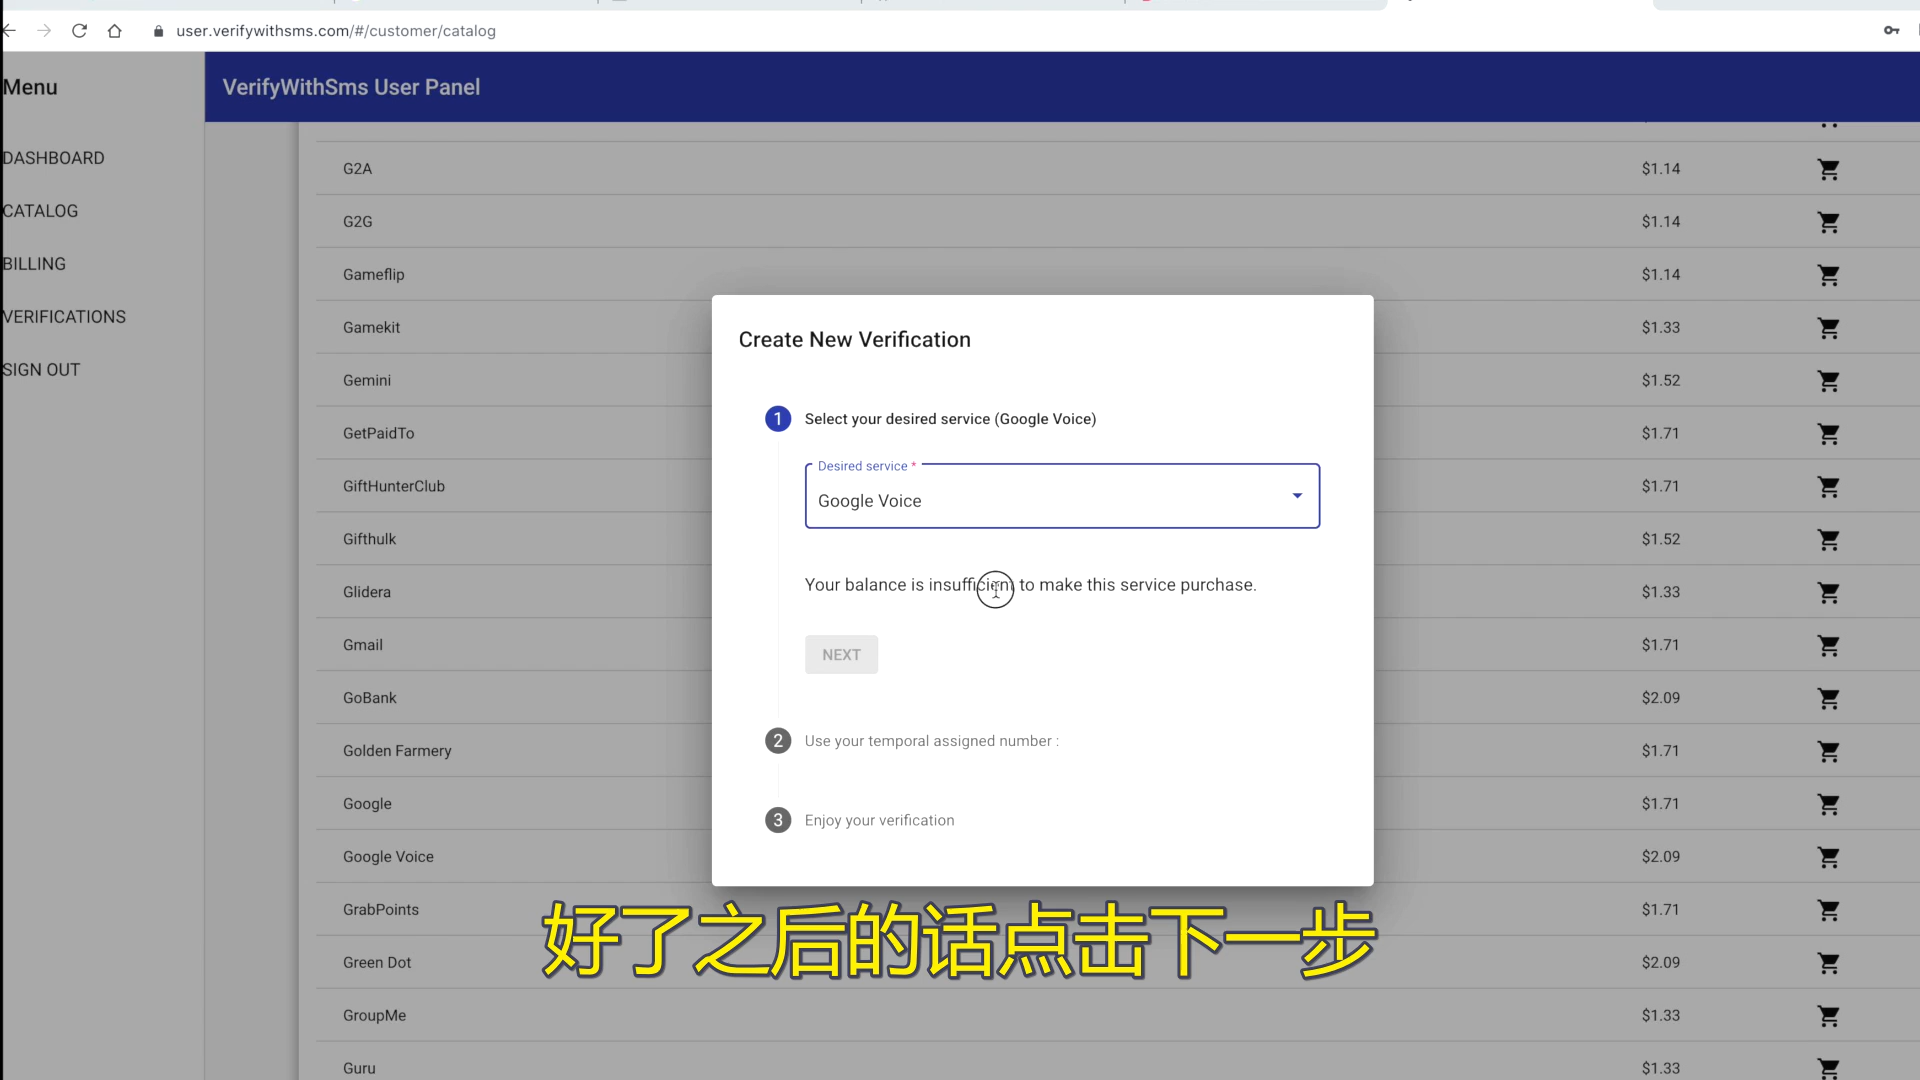 user.verifywithsms.com/#/customer/catalog
Menu
VerifyWithSms User Panel
DASHBOARD
CATALOG
BILLING
VERIFICATIONS
SIGN OUT
G2A $1.14
G2G $1.14
Gameflip $1.14
Gamekit $1.33
Gemini $1.52
GetPaidTo $1.71
GiftHunterClub $1.71
Gifthulk $1.52
Glidera $1.33
Gmail $1.71
GoBank $2.09
Golden Farmery $1.71
Google $1.71
Google Voice $2.09
GrabPoints $1.71
Green Dot $2.09
GroupMe $1.33
Guru $1.33
Create New Verification
1 Select your desired service (Google Voice)
Desired service *
Google Voice
Your balance is insufficient to make this service purchase.
NEXT
2 Use your temporal assigned number :
3 Enjoy your verification
好了之后的话点击下一步